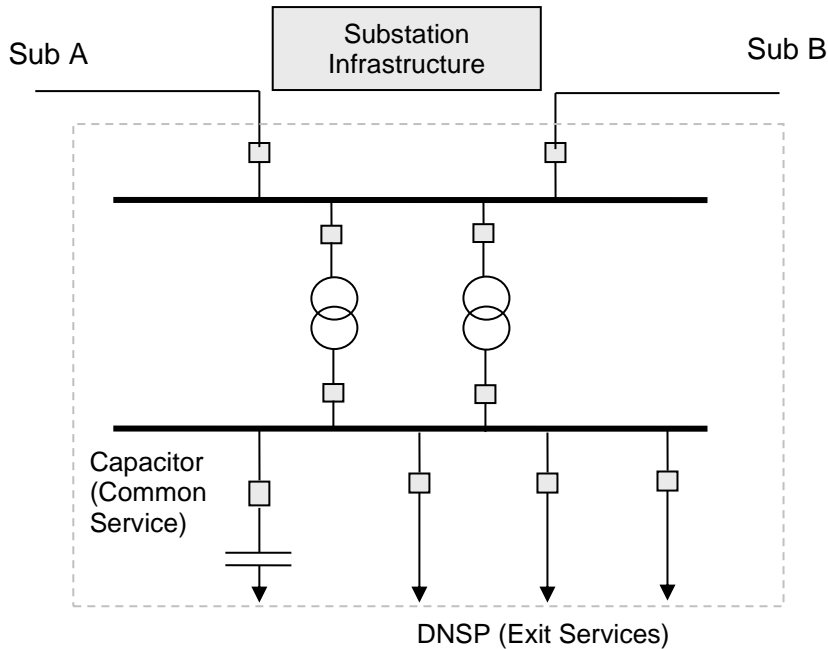 Substation
Infrastructure
Sub A
Sub B
Capacitor
(Common
Service)
DNSP (Exit Services)